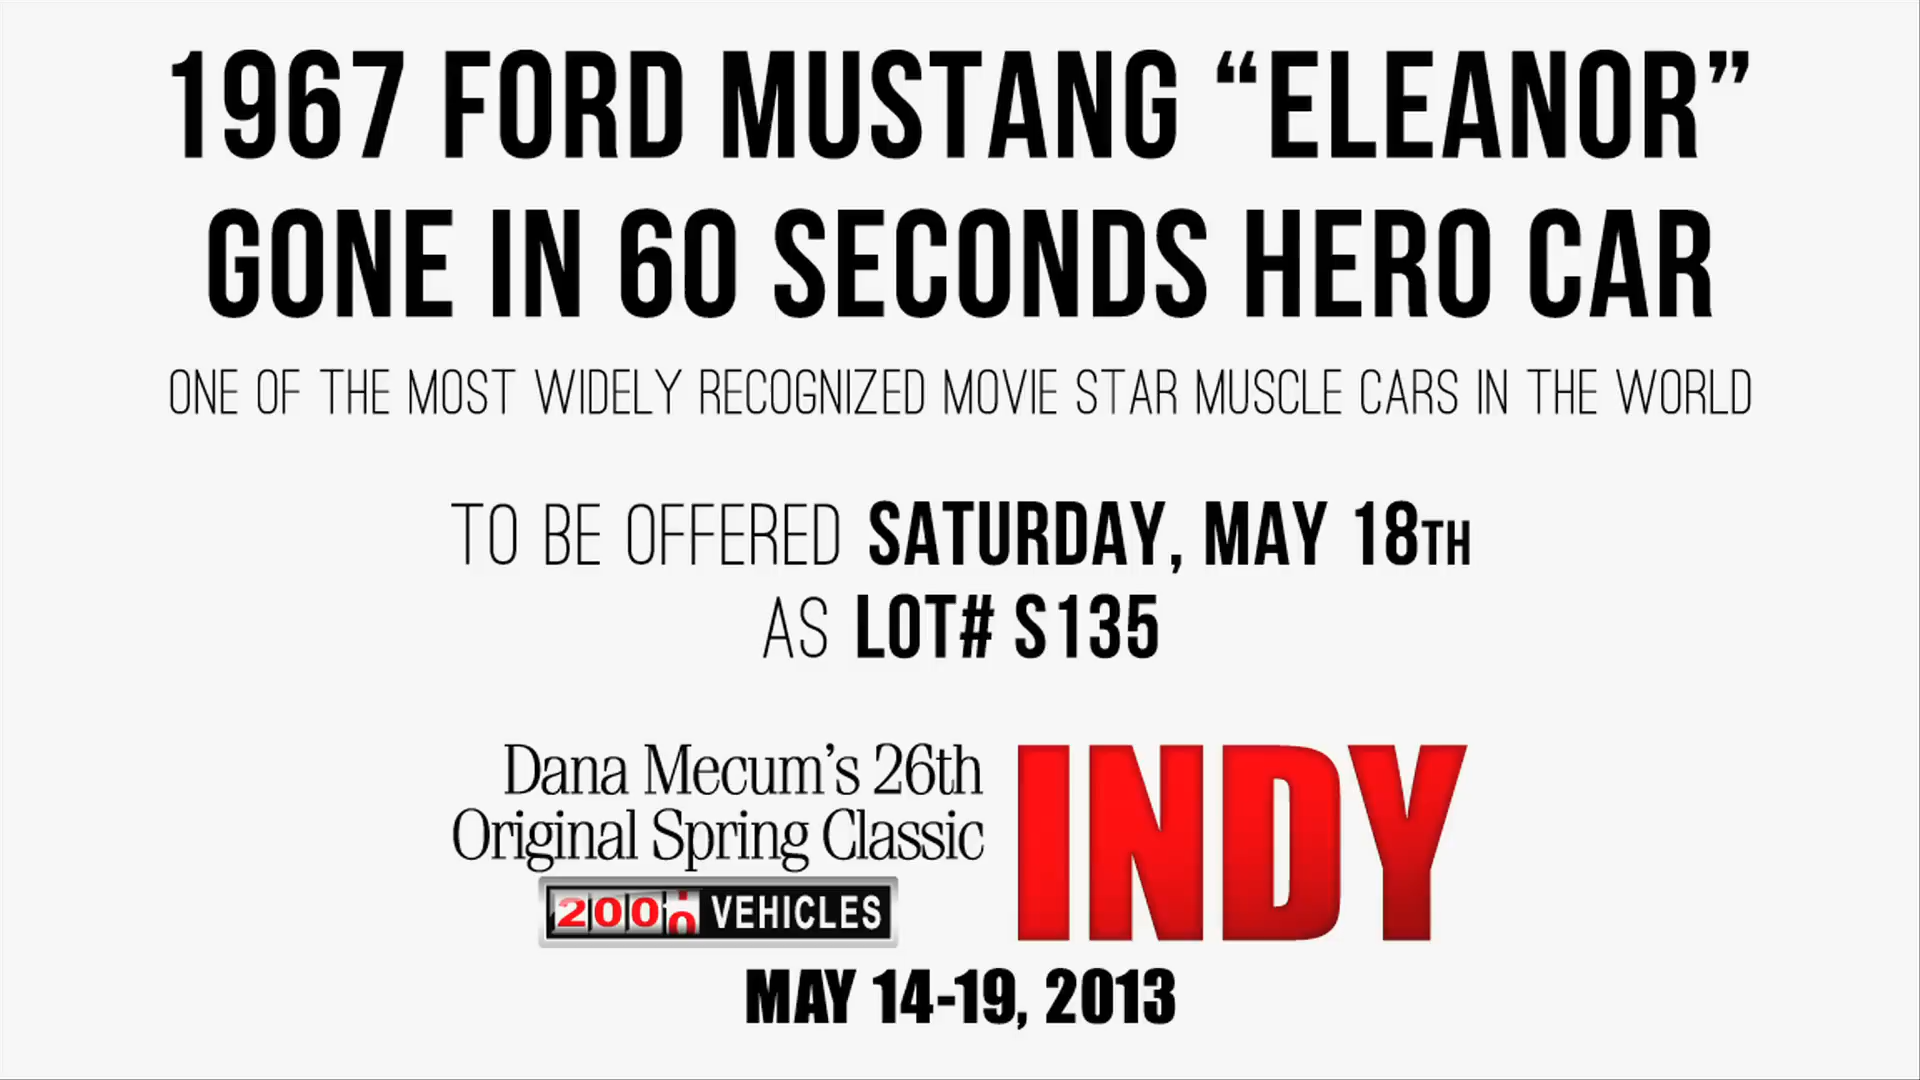 1967 FORD MUSTANG “ELEANOR”
GONE IN 60 SECONDS HERO CAR
ONE OF THE MOST WIDELY RECOGNIZED MOVIE STAR MUSCLE CARS IN THE WORLD
TO BE OFFERED SATURDAY, MAY 18TH
AS LOT# S135
Dana Mecum’s 26th
Original Spring Classic
INDY
2000 VEHICLES
MAY 14-19, 2013